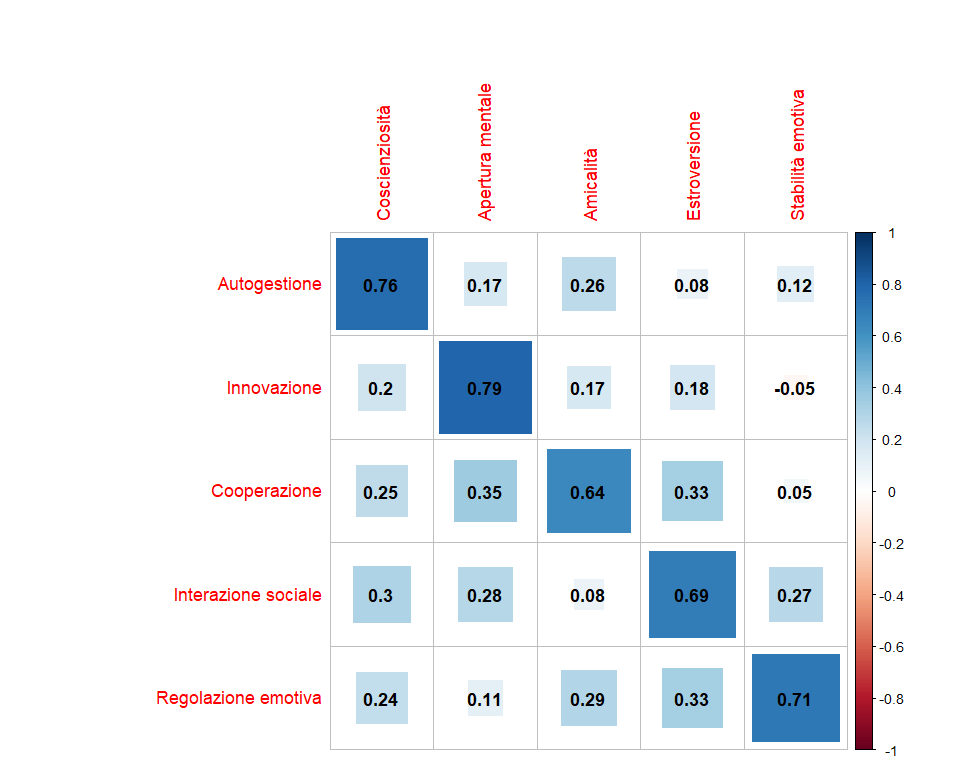 Coscienziosità
Apertura mentale
Amicalità
Estroversione
Stabilità emotiva
Autogestione 0.76 0.17 0.26 0.08 0.12
Innovazione 0.2 0.79 0.17 0.18 -0.05
Cooperazione 0.25 0.35 0.64 0.33 0.05
Interazione sociale 0.3 0.28 0.08 0.69 0.27
Regolazione emotiva 0.24 0.11 0.29 0.33 0.71
1
0.8
0.6
0.4
0.2
0
-0.2
-0.4
-0.6
-0.8
-1